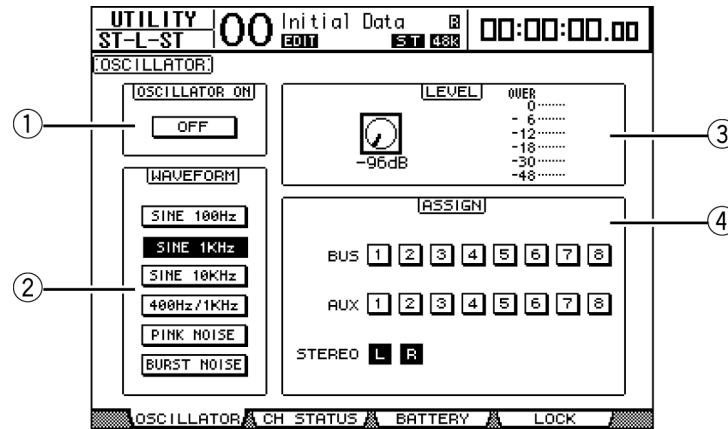 UTILITY 00 Initial Data R 00:00:00.00
ST-L-ST EDIT ST 48K
OSCILLATOR
OSCILLATOR ON
OFF
1
WAVEFORM
SINE 100Hz
SINE 1KHz
SINE 10KHz
400Hz/1KHz
PINK NOISE
BURST NOISE
2
LEVEL
-96dB
OVER
0
- 6
-12
-18
-30
-48
3
ASSIGN
4
BUS 1 2 3 4 5 6 7 8
AUX 1 2 3 4 5 6 7 8
STEREO L R
OSCILLATOR CH STATUS BATTERY LOCK